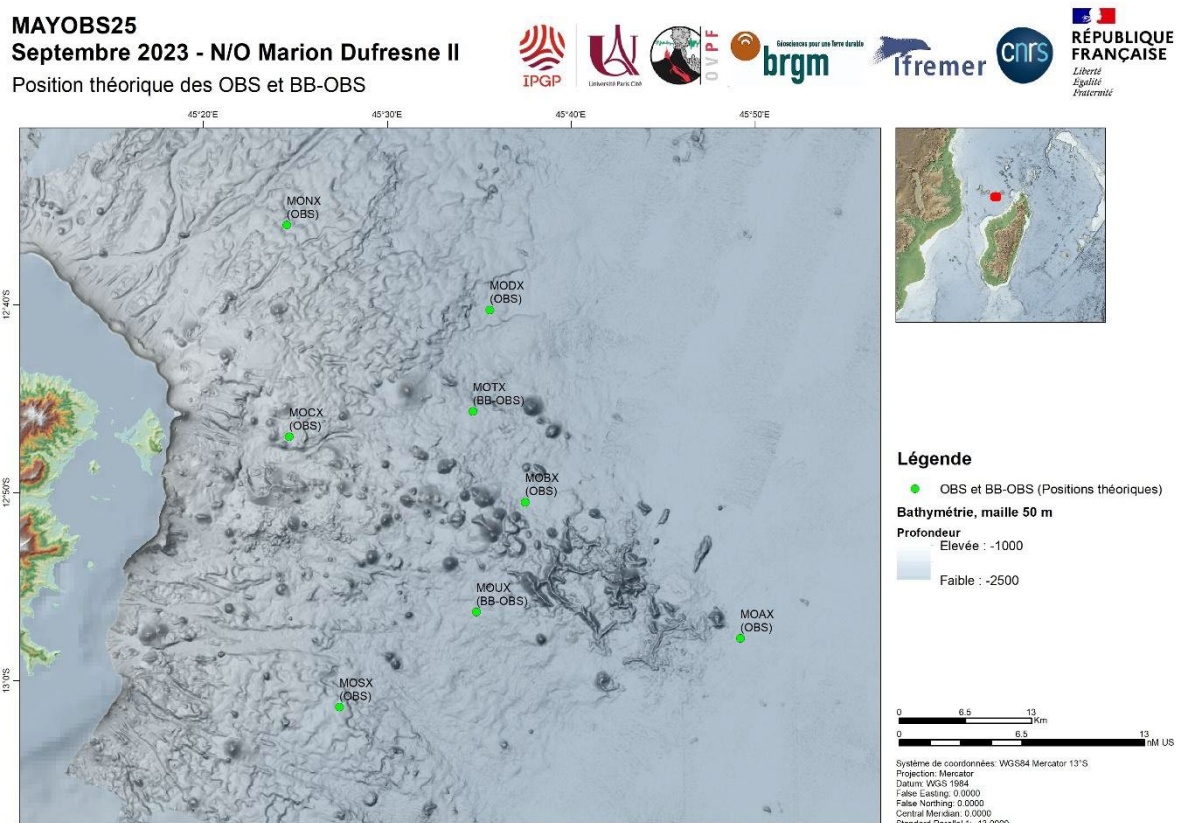 MAYOBS25
Septembre 2023 - N/O Marion Dufresne II
Position théorique des OBS et BB-OBS
IPGP
Université Paris Cité
OVPF
Géosciences pour une Terre durable
brgm
Ifremer
cnrs
RÉPUBLIQUE
FRANÇAISE
Liberté
Égalité
Fraternité
45°20'E
45°30'E
45°40'E
45°50'E
12°40'S
12°50'S
13°0'S
MONX
(OBS)
MODX
(OBS)
MOTX
(BB-OBS)
MOCX
(OBS)
MOBX
(OBS)
MOUX
(BB-OBS)
MOAX
(OBS)
MOSX
(OBS)
Légende
OBS et BB-OBS (Positions théoriques)
Bathymétrie, maille 50 m
Profondeur
Elevée : -1000
Faible : -2500
0 6.5 13
Km
0 6.5 13
nM US
Système de coordonnées: WGS84 Mercator 13°S
Projection: Mercator
Datum: WGS 1984
False Easting: 0.0000
False Northing: 0.0000
Central Meridian: 0.0000
Standard Parallel 1: -13.0000